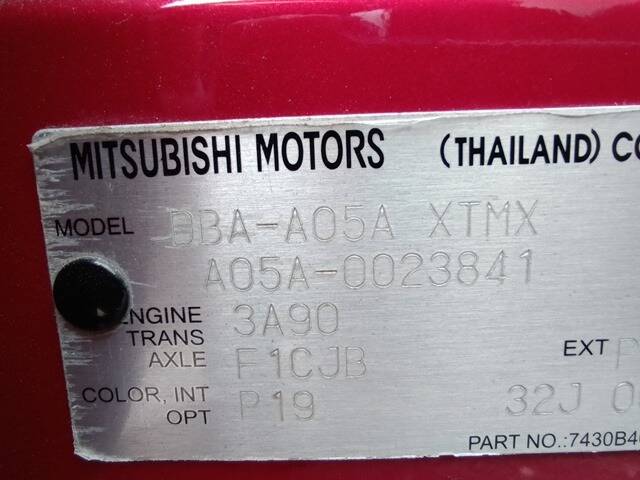 MITSUBISHI MOTORS (THAILAND) CO
MODEL DBA-A05A XTMX
A05A-0023841
ENGINE 3A90
TRANS
AXLE F1CJB
EXT P
COLOR, INT
OPT P19 32J
PART NO.:7430B4